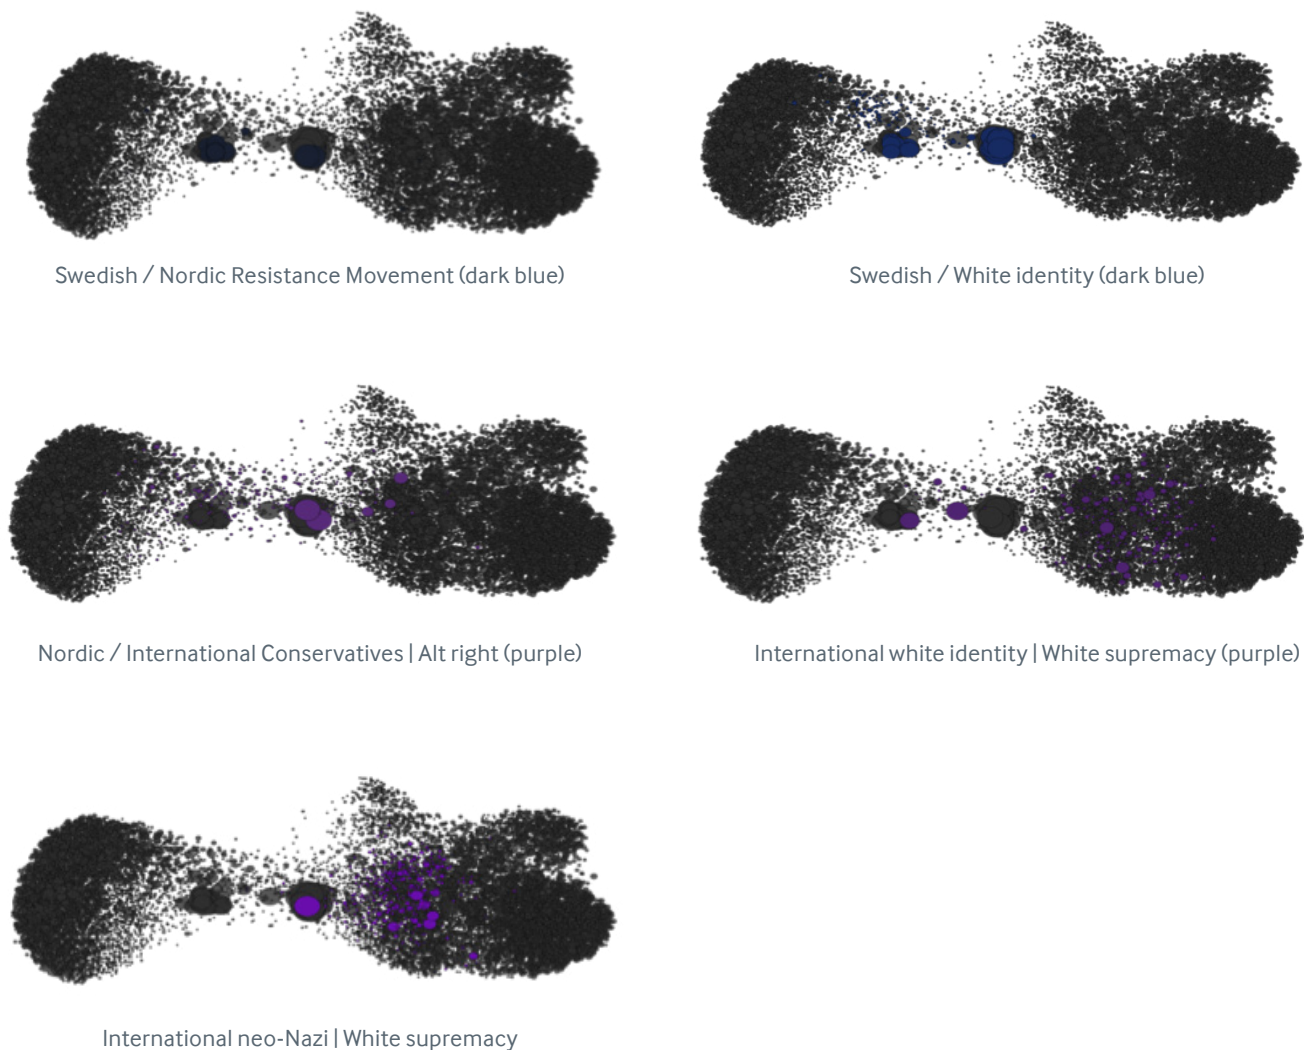 Swedish / Nordic Resistance Movement (dark blue)
Swedish / White identity (dark blue)
Nordic / International Conservatives | Alt right (purple)
International white identity | White supremacy (purple)
International neo-Nazi | White supremacy